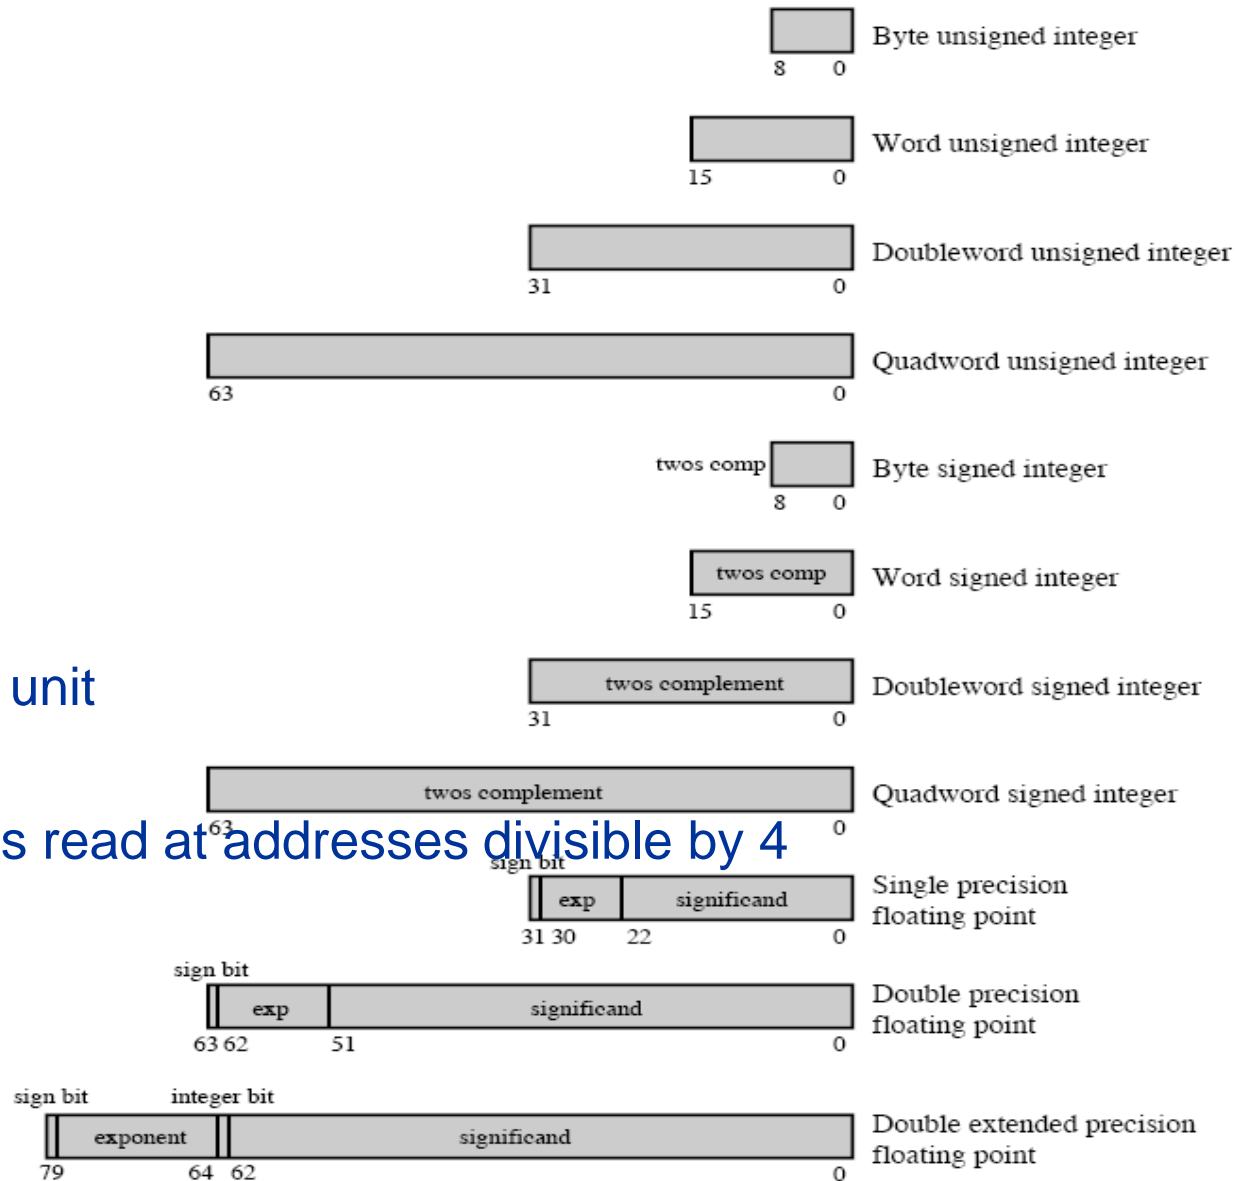 Byte unsigned integer
8 0
Word unsigned integer
15 0
Doubleword unsigned integer
31 0
Quadword unsigned integer
63 0
twos comp Byte signed integer
8 0
twos comp Word signed integer
15 0
unit
twos complement Doubleword signed integer
31 0
twos complement Quadword signed integer
63 0
s read at addresses divisible by 4
sign bit
exp significand Single precision
floating point
31 30 22 0
sign bit
exp significand Double precision
floating point
63 62 51 0
sign bit integer bit
exponent significand Double extended precision
floating point
79 64 62 0